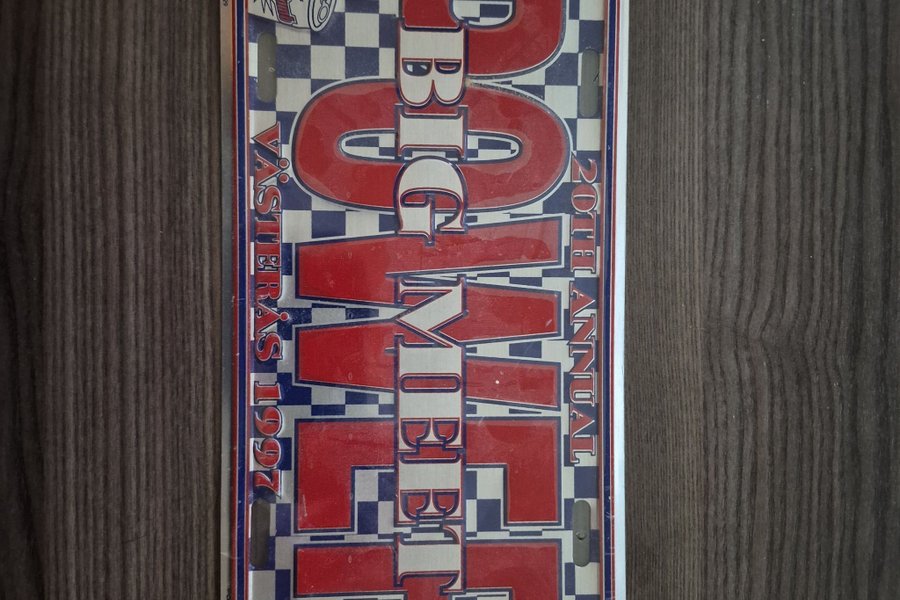 20TH ANNUAL
POWER
BIG MEET
VÄSTERÅS 1997